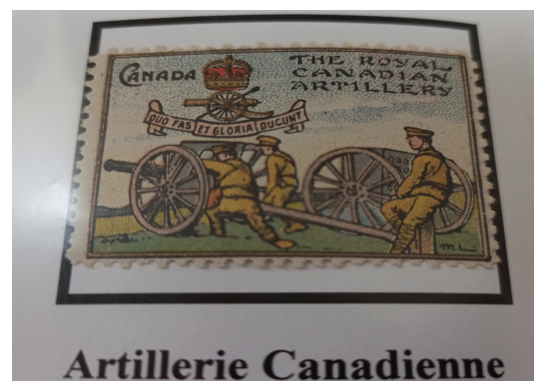 CANADA
THE ROYAL
CANADIAN
ARTILLERY
QUO FAS ET GLORIA DUCUNT
M.L.
Artillerie Canadienne